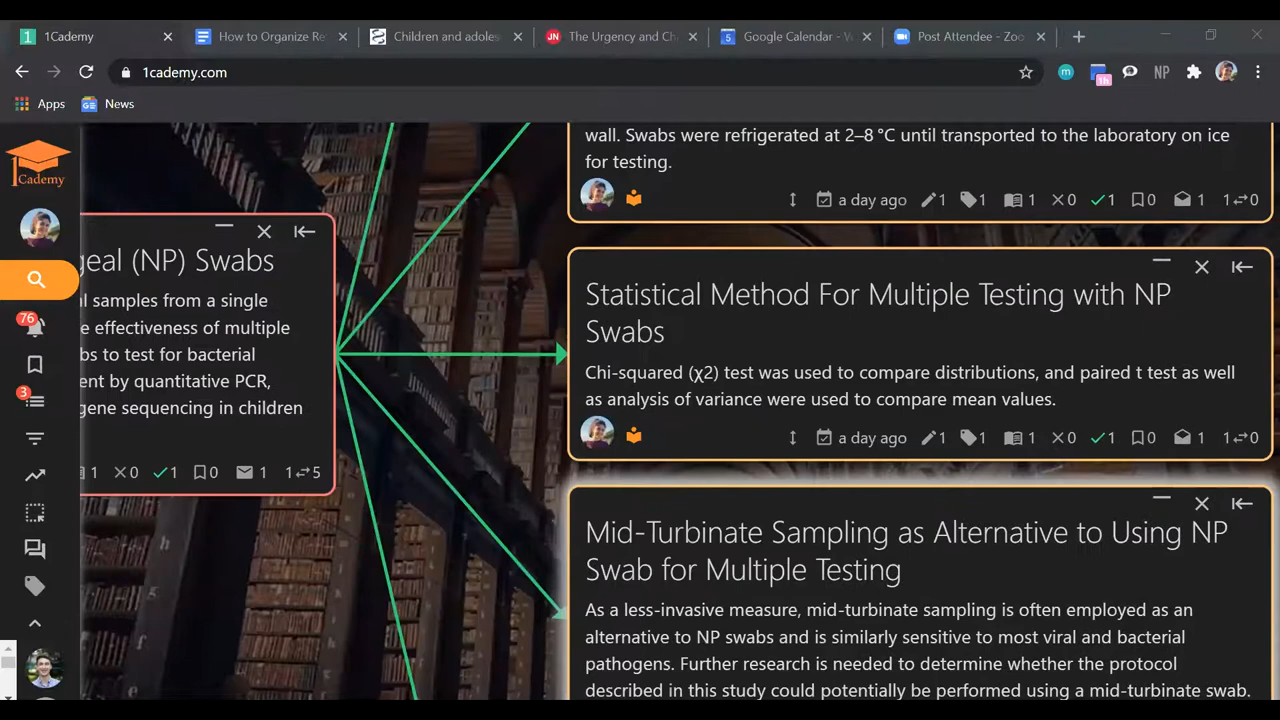 1Cademy
How to Organize Re
Children and adoles
The Urgency and Ch
Google Calendar - W
Post Attendee - Zoo
1cademy.com
1h
NP
Apps
News
1Cademy
76
3
geal (NP) Swabs
al samples from a single
e effectiveness of multiple
bs to test for bacterial
ent by quantitative PCR,
gene sequencing in children
1 0 1 0 1 1 5
wall. Swabs were refrigerated at 2–8 °C until transported to the laboratory on ice
for testing.
a day ago 1 1 1 0 1 0 1 1 0
Statistical Method For Multiple Testing with NP
Swabs
Chi-squared (χ2) test was used to compare distributions, and paired t test as well
as analysis of variance were used to compare mean values.
a day ago 1 1 1 0 1 0 1 1 0
Mid-Turbinate Sampling as Alternative to Using NP
Swab for Multiple Testing
As a less-invasive measure, mid-turbinate sampling is often employed as an
alternative to NP swabs and is similarly sensitive to most viral and bacterial
pathogens. Further research is needed to determine whether the protocol
described in this study could potentially be performed using a mid-turbinate swab.